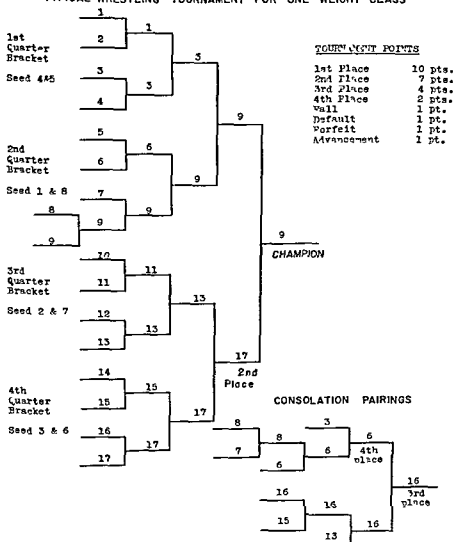 TYPICAL WRESTLING TOURNAMENT FOR ONE WEIGHT CLASS
1st
Quarter
Bracket
Seed 4&5
1
2
1
3
4
3
3
2nd
Quarter
Bracket
Seed 1 & 8
5
6
6
7
8
9
9
9
9
9
3rd
Quarter
Bracket
Seed 2 & 7
10
11
11
12
13
13
13
4th
Quarter
Bracket
Seed 3 & 6
14
15
15
16
17
17
17
17
2nd
Place
9
CHAMPION
TOURNAMENT POINTS
1st Place 10 pts.
2nd Place 7 pts.
3rd Place 4 pts.
4th Place 2 pts.
Fall 1 pt.
Default 1 pt.
Forfeit 1 pt.
Advancement 1 pt.
CONSOLATION PAIRINGS
8
7
8
6
3
6
6
4th
place
16
15
16
13
16
16
3rd
place